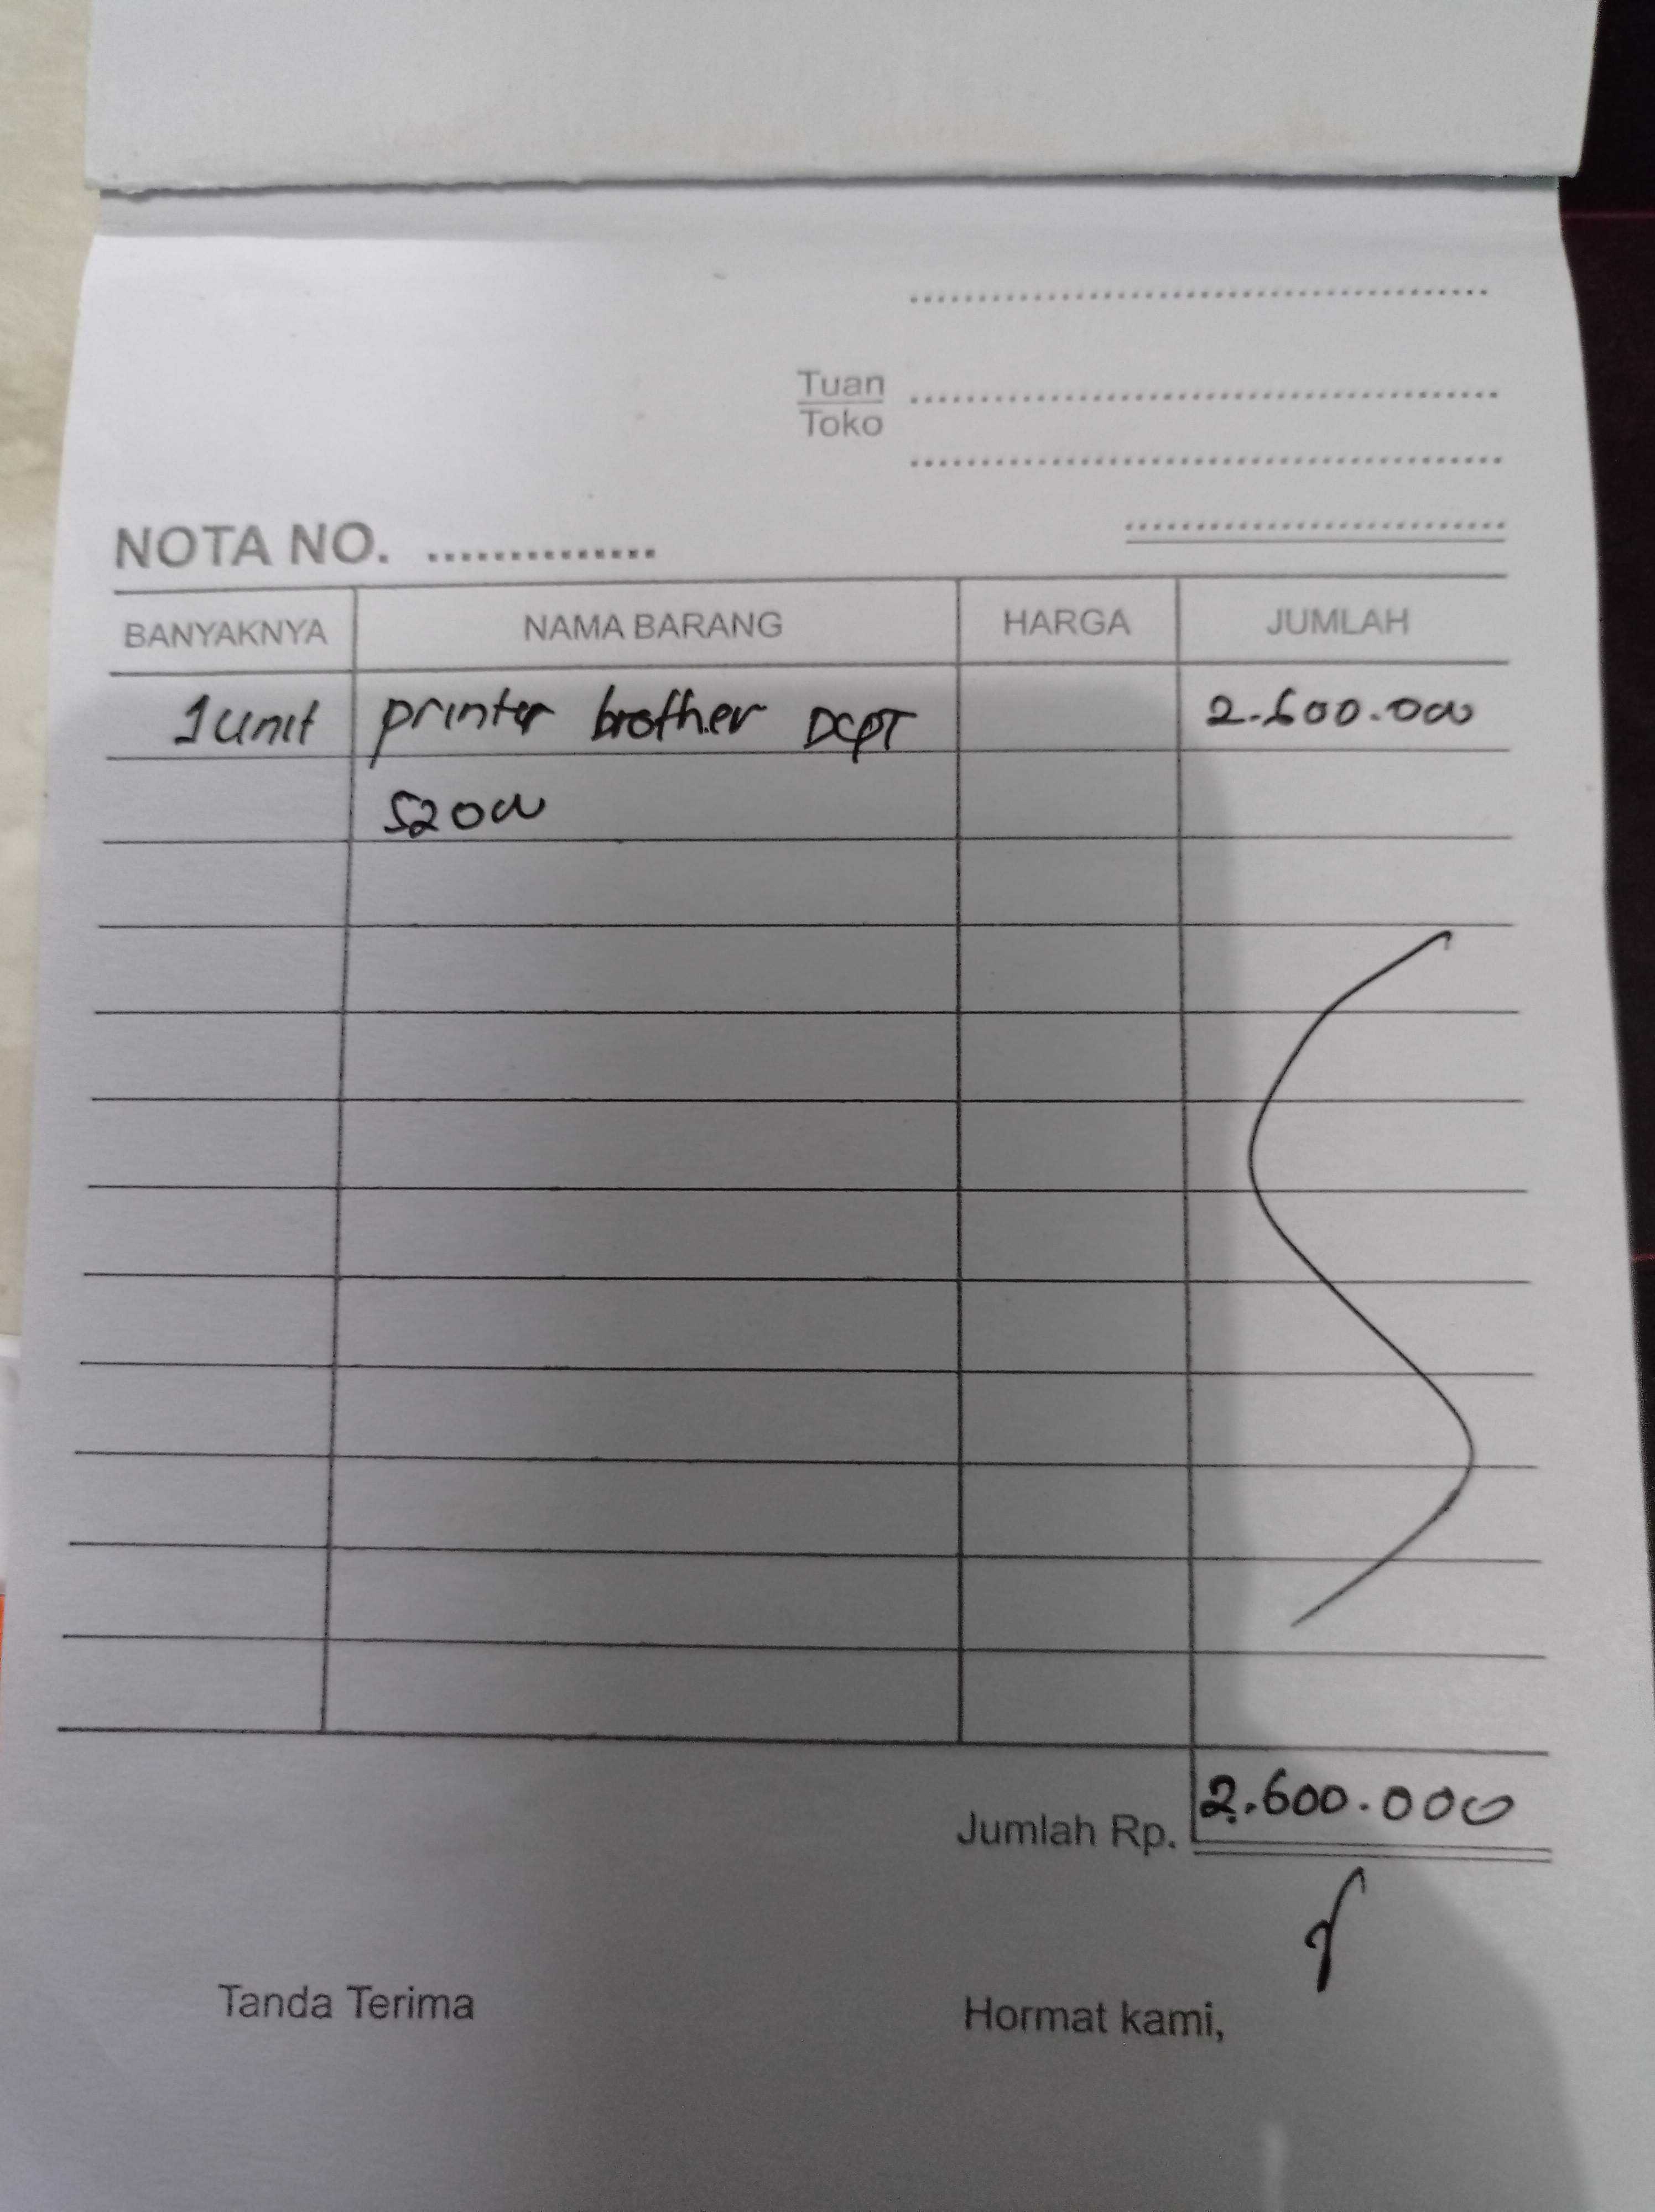 Tuan
Toko
NOTA NO. ..............
BANYAKNYA NAMA BARANG HARGA JUMLAH
1 unit printer brother DCPT 2.600.000
520W
Jumlah Rp. 2.600.000
Tanda Terima Hormat kami,